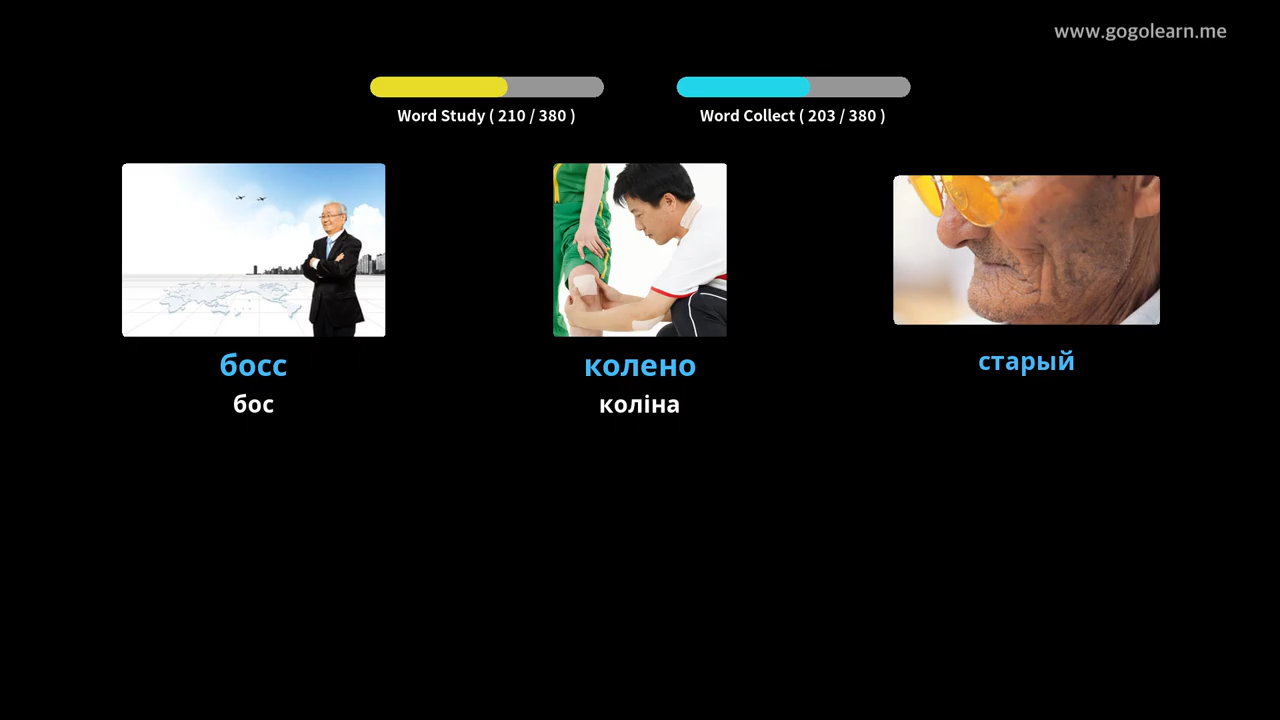 www.gogolearn.me
Word Study ( 210 / 380 )
Word Collect ( 203 / 380 )
босс
бос
колено
коліна
старый